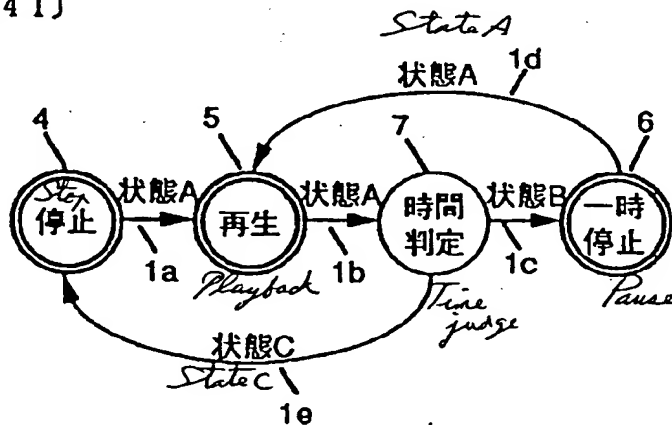 4 1]
State A
状態A
1d
4
5
7
6
Stop
停止
状態A
再生
状態A
時間
判定
状態B
一時
停止
1a
1b
1c
Playback
Time
judge
Pause
状態C
State C
1e